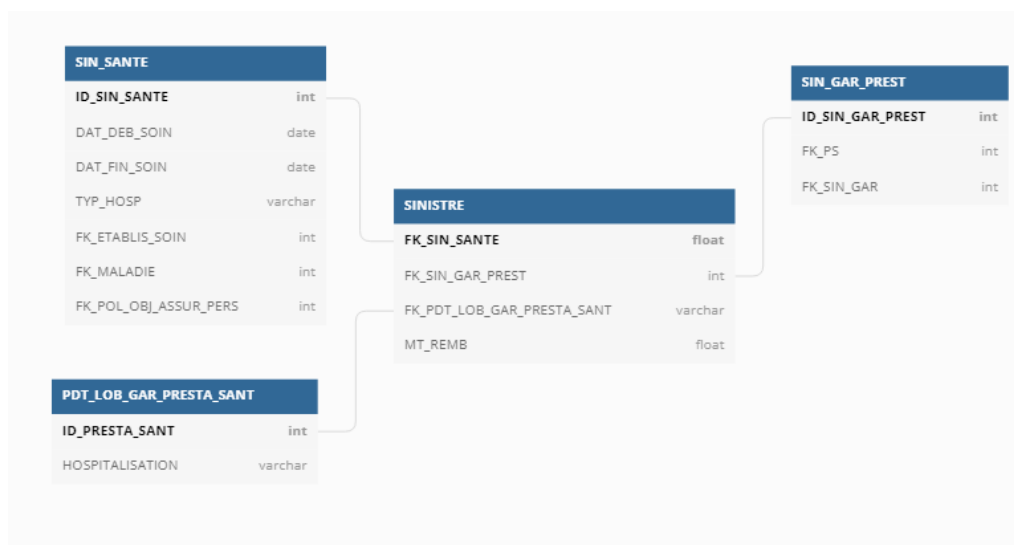 SIN_SANTE
ID_SIN_SANTE int
DAT_DEB_SOIN date
DAT_FIN_SOIN date
TYP_HOSP varchar
FK_ETABLIS_SOIN int
FK_MALADIE int
FK_POL_OBJ_ASSUR_PERS int
SIN_GAR_PREST
ID_SIN_GAR_PREST int
FK_PS int
FK_SIN_GAR int
SINISTRE
FK_SIN_SANTE float
FK_SIN_GAR_PREST int
FK_PDT_LOB_GAR_PRESTA_SANT varchar
MT_REMB float
PDT_LOB_GAR_PRESTA_SANT
ID_PRESTA_SANT int
HOSPITALISATION varchar